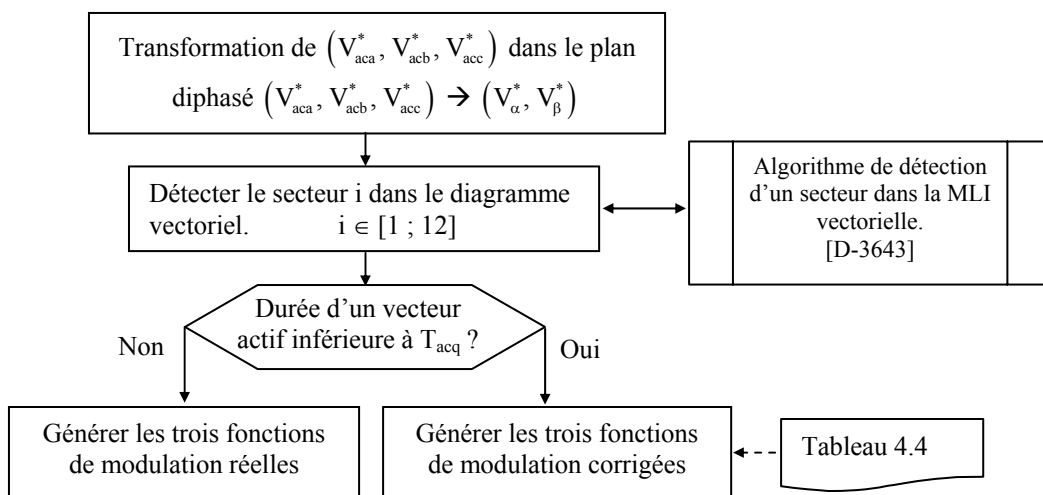 Transformation de (V*aca, V*acb, V*acc) dans le plan
diphasé (V*aca, V*acb, V*acc) → (V*α, V*β)
Détecter le secteur i dans le diagramme
vectoriel. i ∈ [1 ; 12]
Algorithme de détection
d’un secteur dans la MLI
vectorielle.
[D-3643]
Durée d’un vecteur
actif inférieure à Tacq ?
Non
Oui
Générer les trois fonctions
de modulation réelles
Générer les trois fonctions
de modulation corrigées
Tableau 4.4